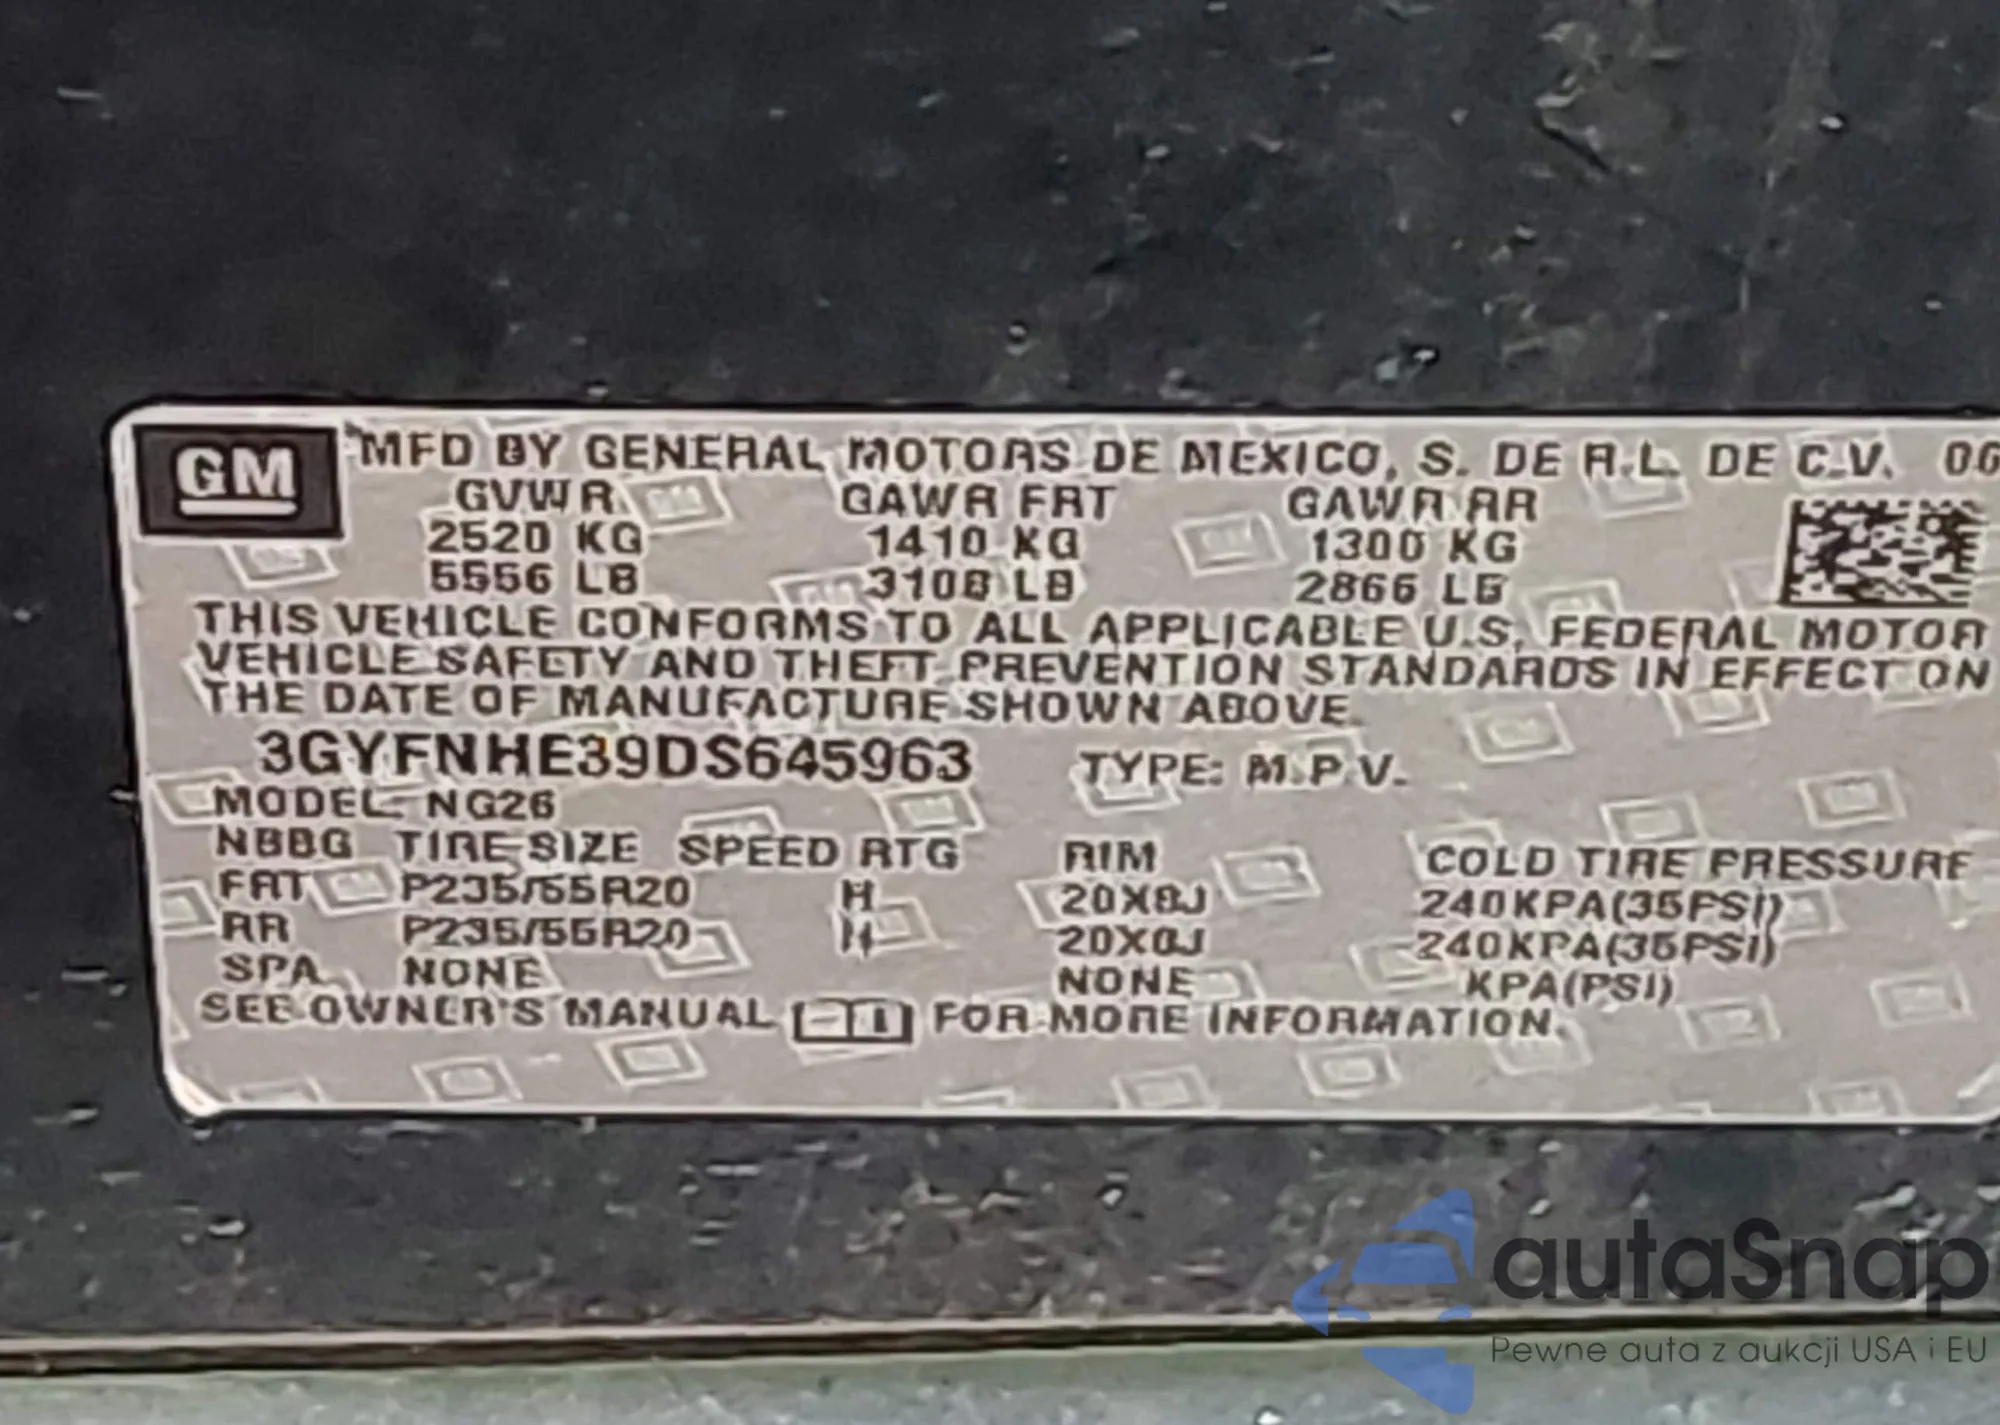 GM
MFD BY GENERAL MOTORS DE MEXICO, S. DE R.L. DE C.V. 06
GVWR GAWR FRT GAWR RR
2520 KG 1410 KG 1300 KG
5556 LB 3108 LB 2866 LB
THIS VEHICLE CONFORMS TO ALL APPLICABLE U.S. FEDERAL MOTOR
VEHICLE SAFETY AND THEFT PREVENTION STANDARDS IN EFFECT ON
THE DATE OF MANUFACTURE SHOWN ABOVE.
3GYFNHE39DS645963 TYPE: M.P.V.
MODEL: NG26
NBBG TIRE SIZE SPEED RTG RIM COLD TIRE PRESSURE
FRT P235/55R20 H 20X8J 240KPA(35PSI)
RR P235/55R20 H 20X8J 240KPA(35PSI)
SPA NONE NONE KPA(PSI)
SEE OWNER'S MANUAL FOR MORE INFORMATION.
autaSnap
Pewne auta z aukcji USA i EU